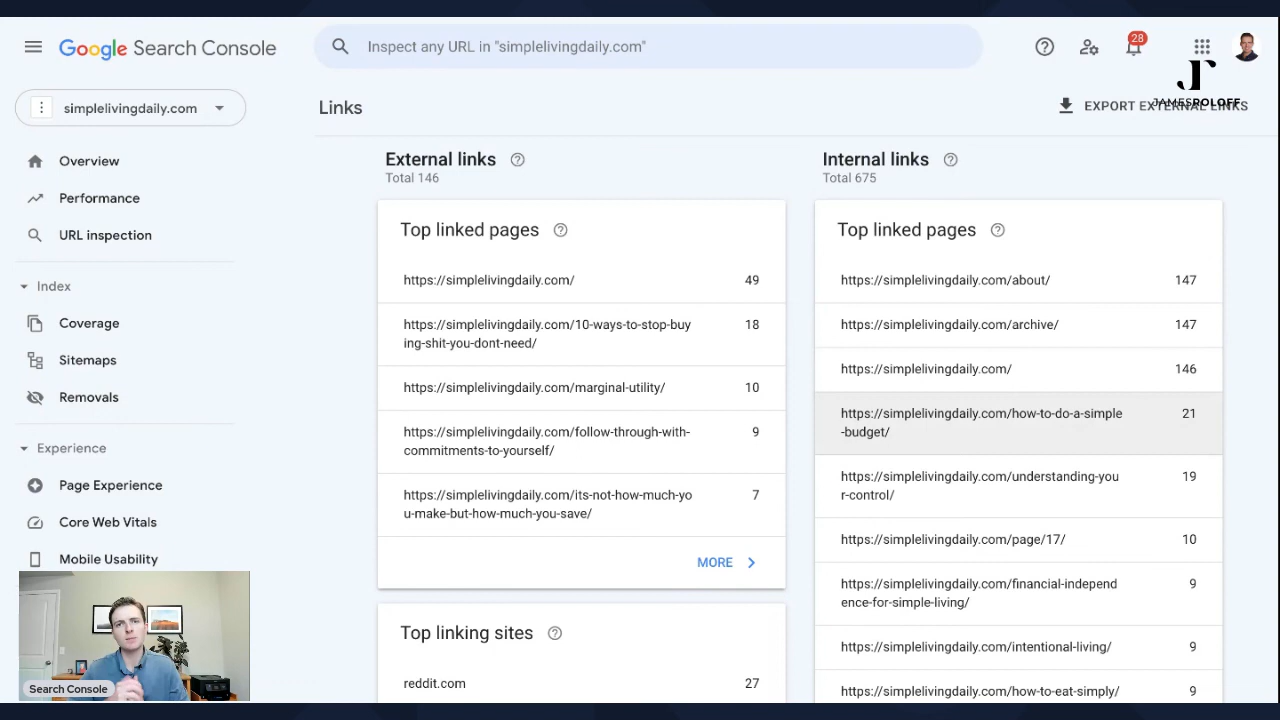 Google Search Console
Inspect any URL in "simplelivingdaily.com"
28
JAMESROLOFF
simplelivingdaily.com
Links
EXPORT EXTERNAL LINKS
Overview
Performance
URL inspection
Index
Coverage
Sitemaps
Removals
Experience
Page Experience
Core Web Vitals
Mobile Usability
Search Console
External links
Total 146
Top linked pages
https://simplelivingdaily.com/ 49
https://simplelivingdaily.com/10-ways-to-stop-buy 18
ing-shit-you-dont-need/
https://simplelivingdaily.com/marginal-utility/ 10
https://simplelivingdaily.com/follow-through-with- 9
commitments-to-yourself/
https://simplelivingdaily.com/its-not-how-much-yo 7
u-make-but-how-much-you-save/
MORE
Top linking sites
reddit.com 27
Internal links
Total 675
Top linked pages
https://simplelivingdaily.com/about/ 147
https://simplelivingdaily.com/archive/ 147
https://simplelivingdaily.com/ 146
https://simplelivingdaily.com/how-to-do-a-simple 21
-budget/
https://simplelivingdaily.com/understanding-you 19
r-control/
https://simplelivingdaily.com/page/17/ 10
https://simplelivingdaily.com/financial-independ 9
ence-for-simple-living/
https://simplelivingdaily.com/intentional-living/ 9
https://simplelivingdaily.com/how-to-eat-simply/ 9